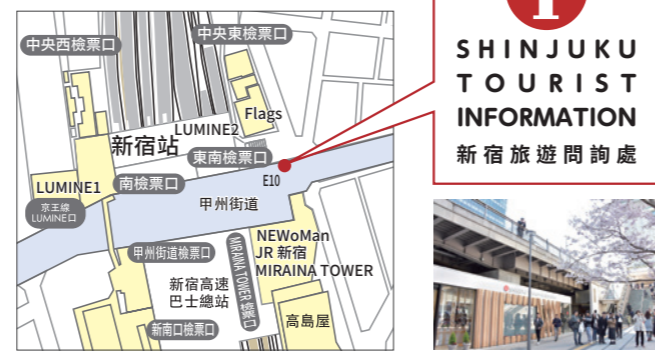 中央西檢票口
中央東檢票口
Flags
LUMINE2
新宿站
東南檢票口
E10
LUMINE1
南檢票口
京王線
LUMINE口
甲州街道
甲州街道檢票口
MIRAINA TOWER 檢票口
NEWoMan
JR 新宿
MIRAINA TOWER
新宿高速
巴士總站
新南口檢票口
高島屋
SHINJUKU
TOURIST
INFORMATION
新宿旅遊問詢處